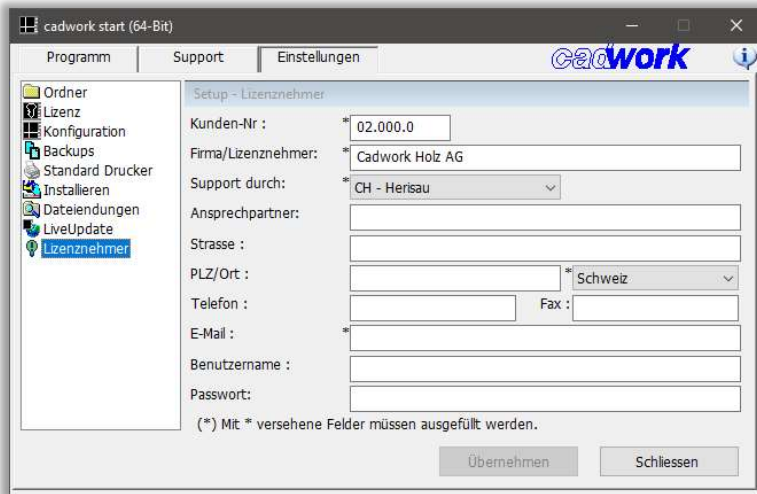 cadwork start (64-Bit)
Programm Support Einstellungen cadwork i
Ordner
Lizenz
Konfiguration
Backups
Standard Drucker
Installieren
Dateiendungen
LiveUpdate
Lizenznehmer
Setup - Lizenznehmer
Kunden-Nr : * 02.000.0
Firma/Lizenznehmer: * Cadwork Holz AG
Support durch: * CH - Herisau
Ansprechpartner:
Strasse :
PLZ/Ort : * Schweiz
Telefon : Fax :
E-Mail : *
Benutzername :
Passwort:
(*) Mit * versehene Felder müssen ausgefüllt werden.
Übernehmen Schliessen